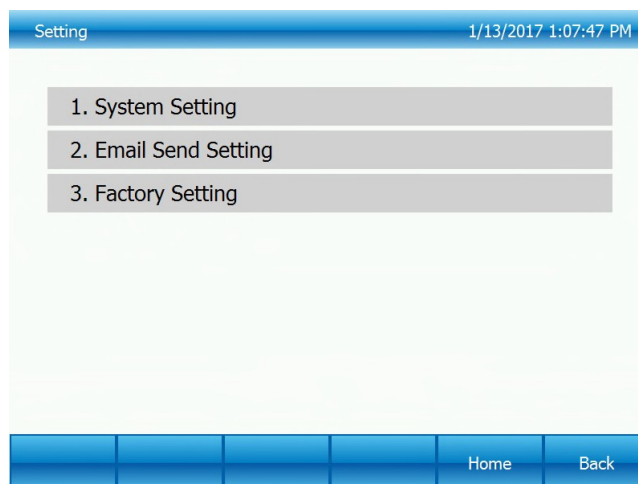 Setting 1/13/2017 1:07:47 PM
1. System Setting
2. Email Send Setting
3. Factory Setting
Home Back